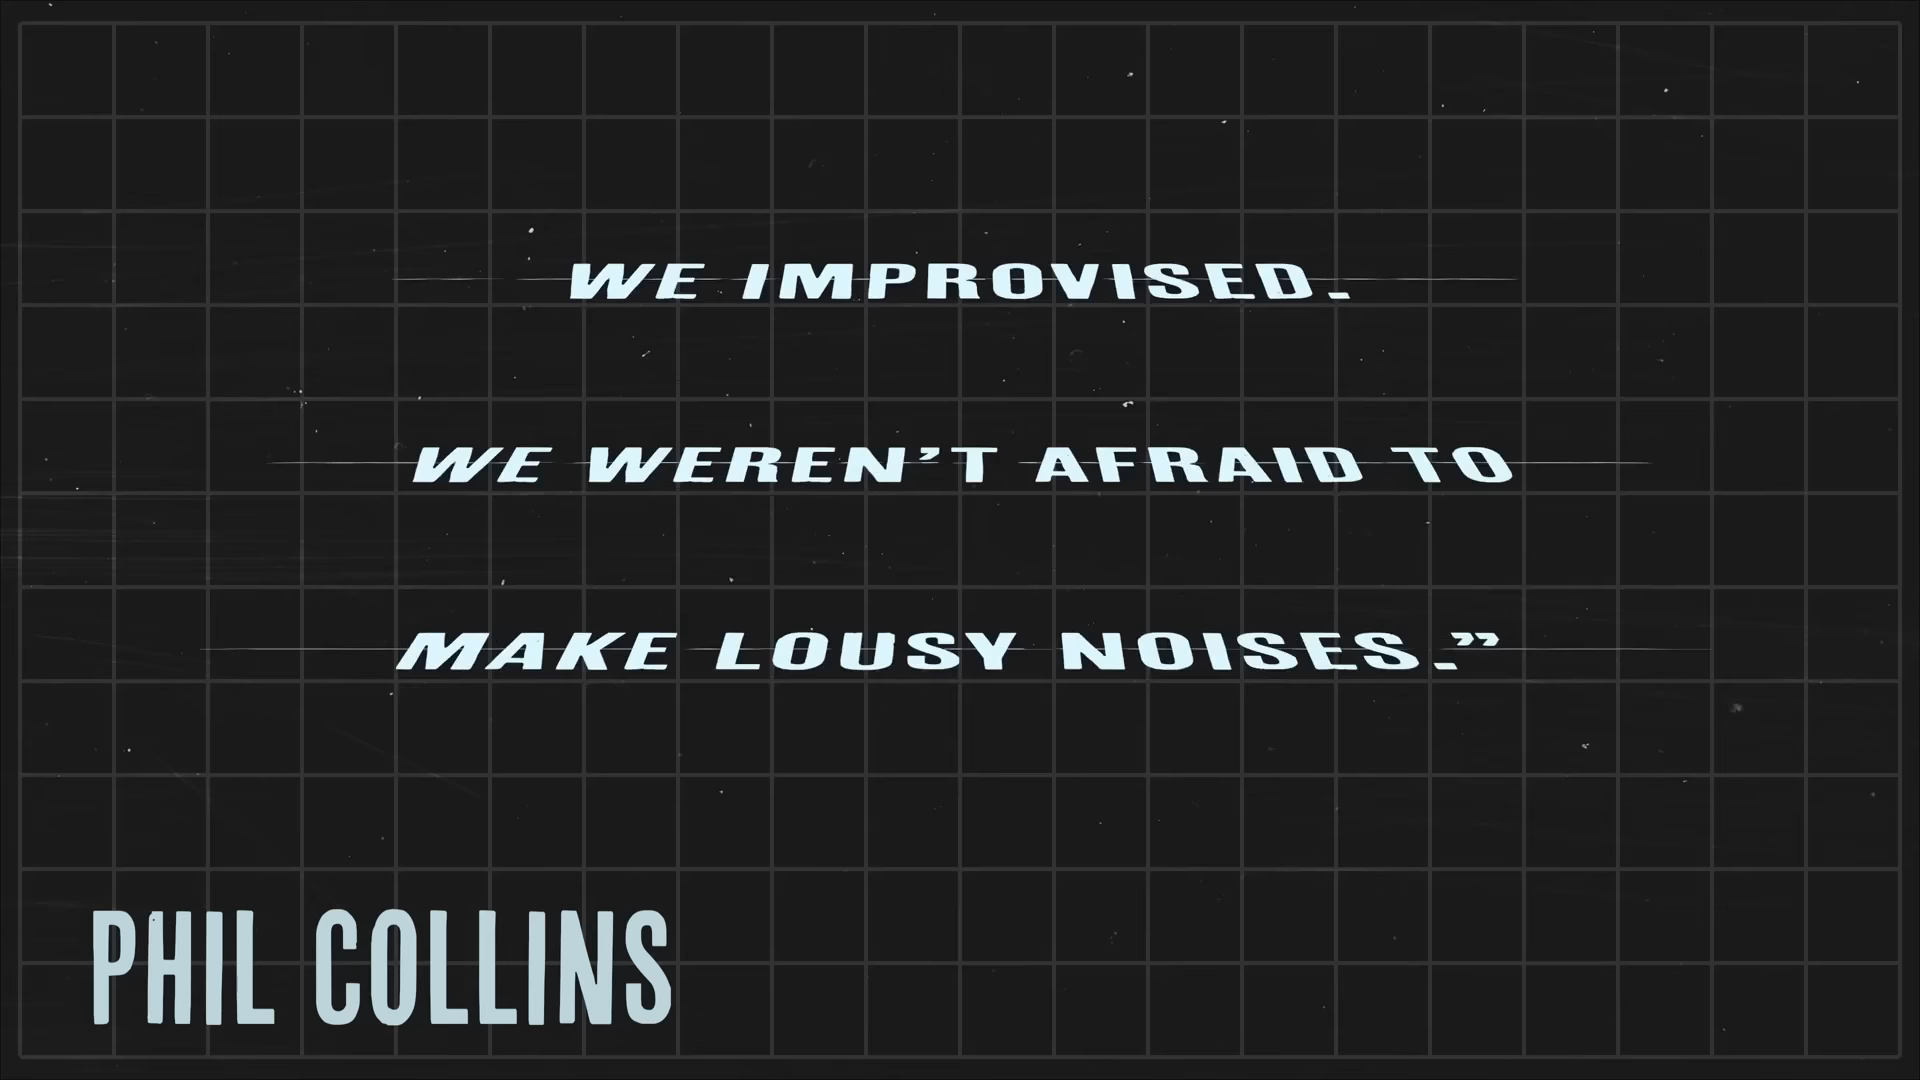 WE IMPROVISED.
WE WEREN’T AFRAID TO
MAKE LOUSY NOISES.”
PHIL COLLINS